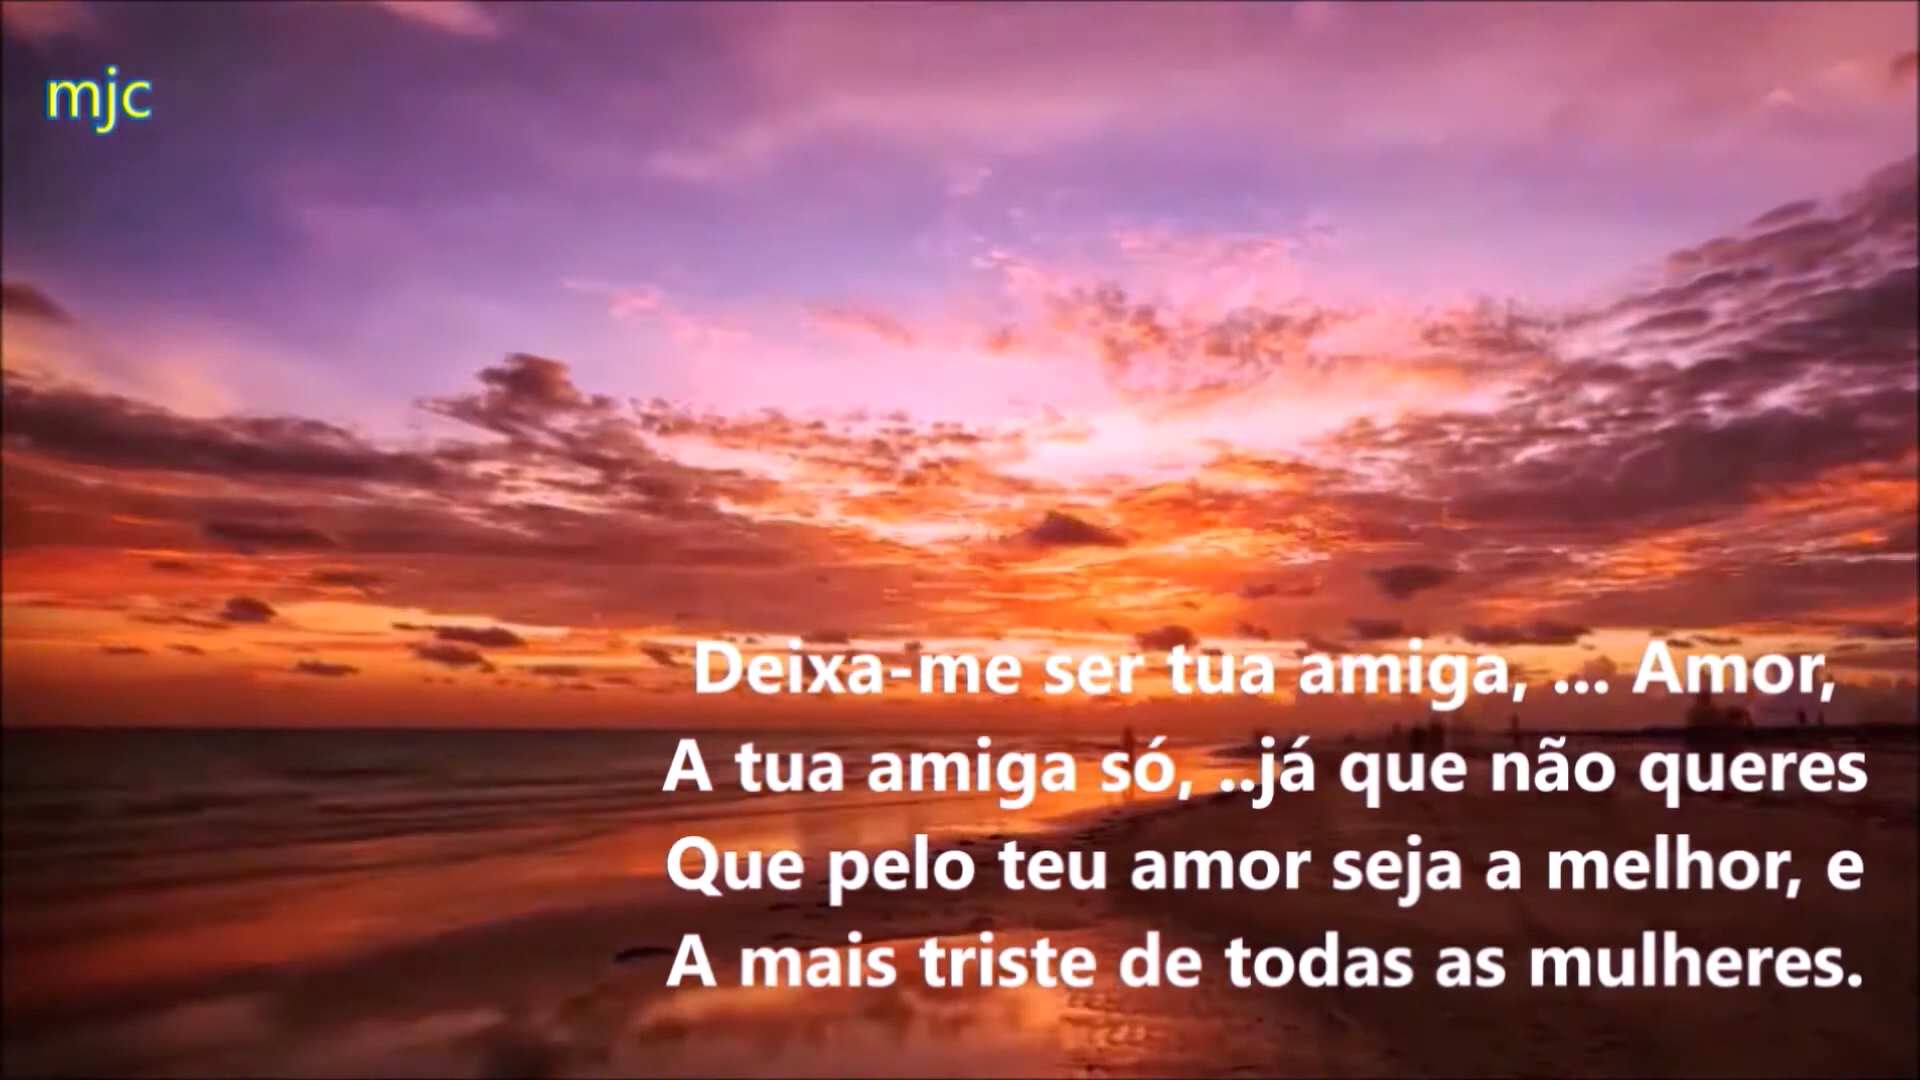 mjc
Deixa-me ser tua amiga, ... Amor,
A tua amiga só, ..já que não queres
Que pelo teu amor seja a melhor, e
A mais triste de todas as mulheres.